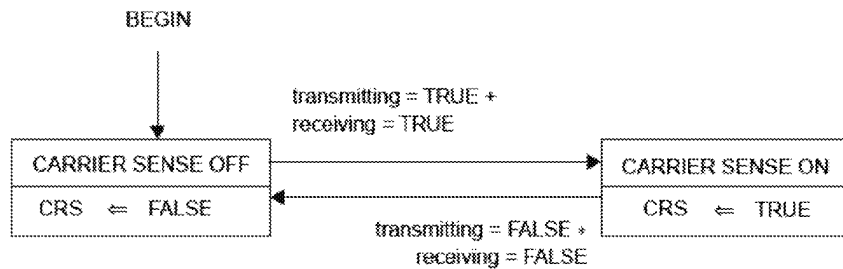 BEGIN
transmitting = TRUE +
receiving = TRUE
CARRIER SENSE OFF
CRS ⇐ FALSE
CARRIER SENSE ON
CRS ⇐ TRUE
transmitting = FALSE *
receiving = FALSE